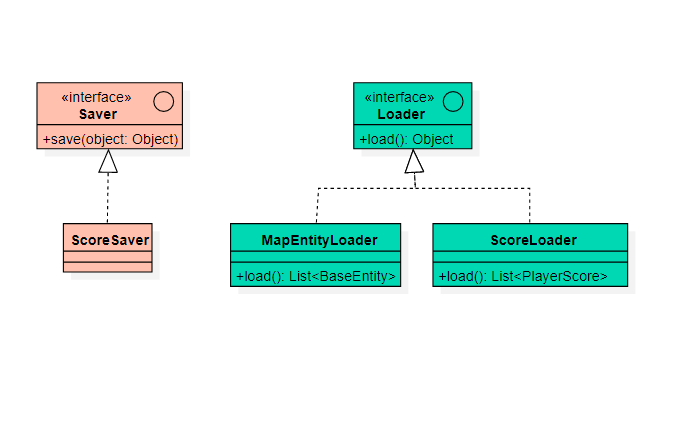 «interface»
Saver
+save(object: Object)
ScoreSaver
«interface»
Loader
+load(): Object
MapEntityLoader
+load(): List<BaseEntity>
ScoreLoader
+load(): List<PlayerScore>